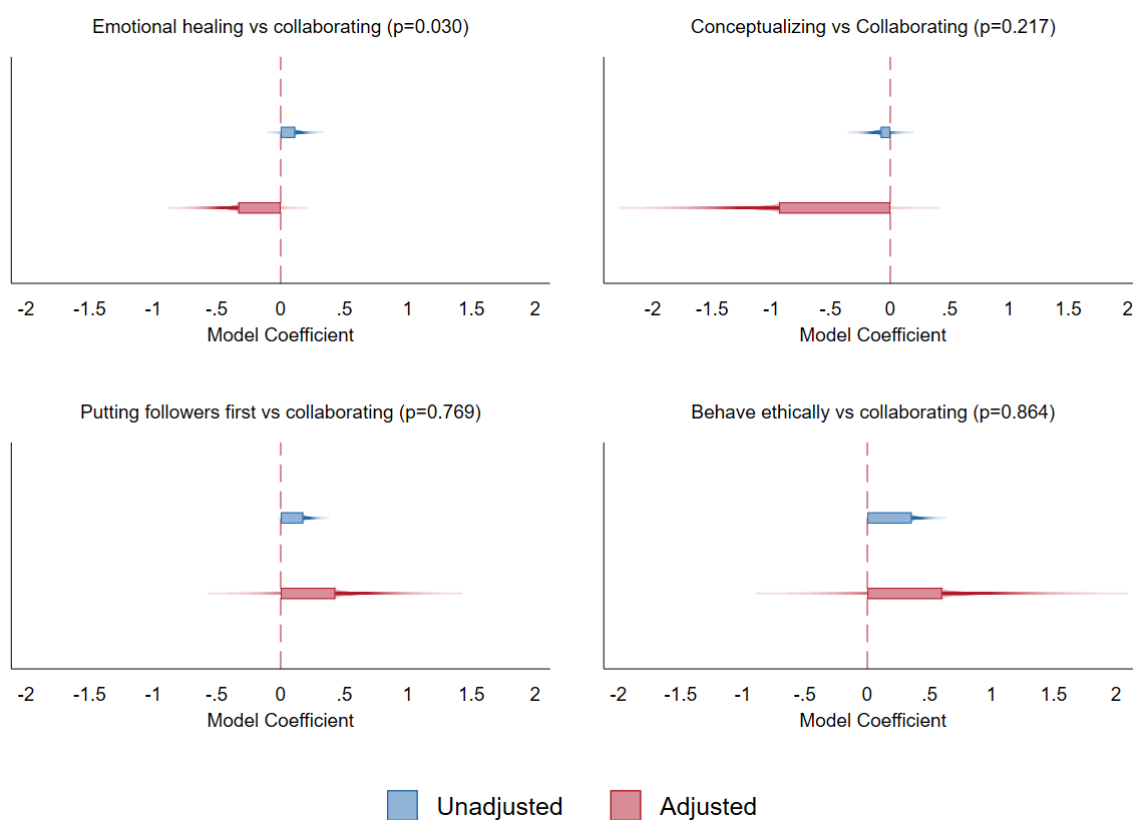 Emotional healing vs collaborating (p=0.030)
-2 -1.5 -1 -.5 0 .5 1 1.5 2
Model Coefficient
Conceptualizing vs Collaborating (p=0.217)
-2 -1.5 -1 -.5 0 .5 1 1.5 2
Model Coefficient
Putting followers first vs collaborating (p=0.769)
-2 -1.5 -1 -.5 0 .5 1 1.5 2
Model Coefficient
Behave ethically vs collaborating (p=0.864)
-2 -1.5 -1 -.5 0 .5 1 1.5 2
Model Coefficient
Unadjusted Adjusted